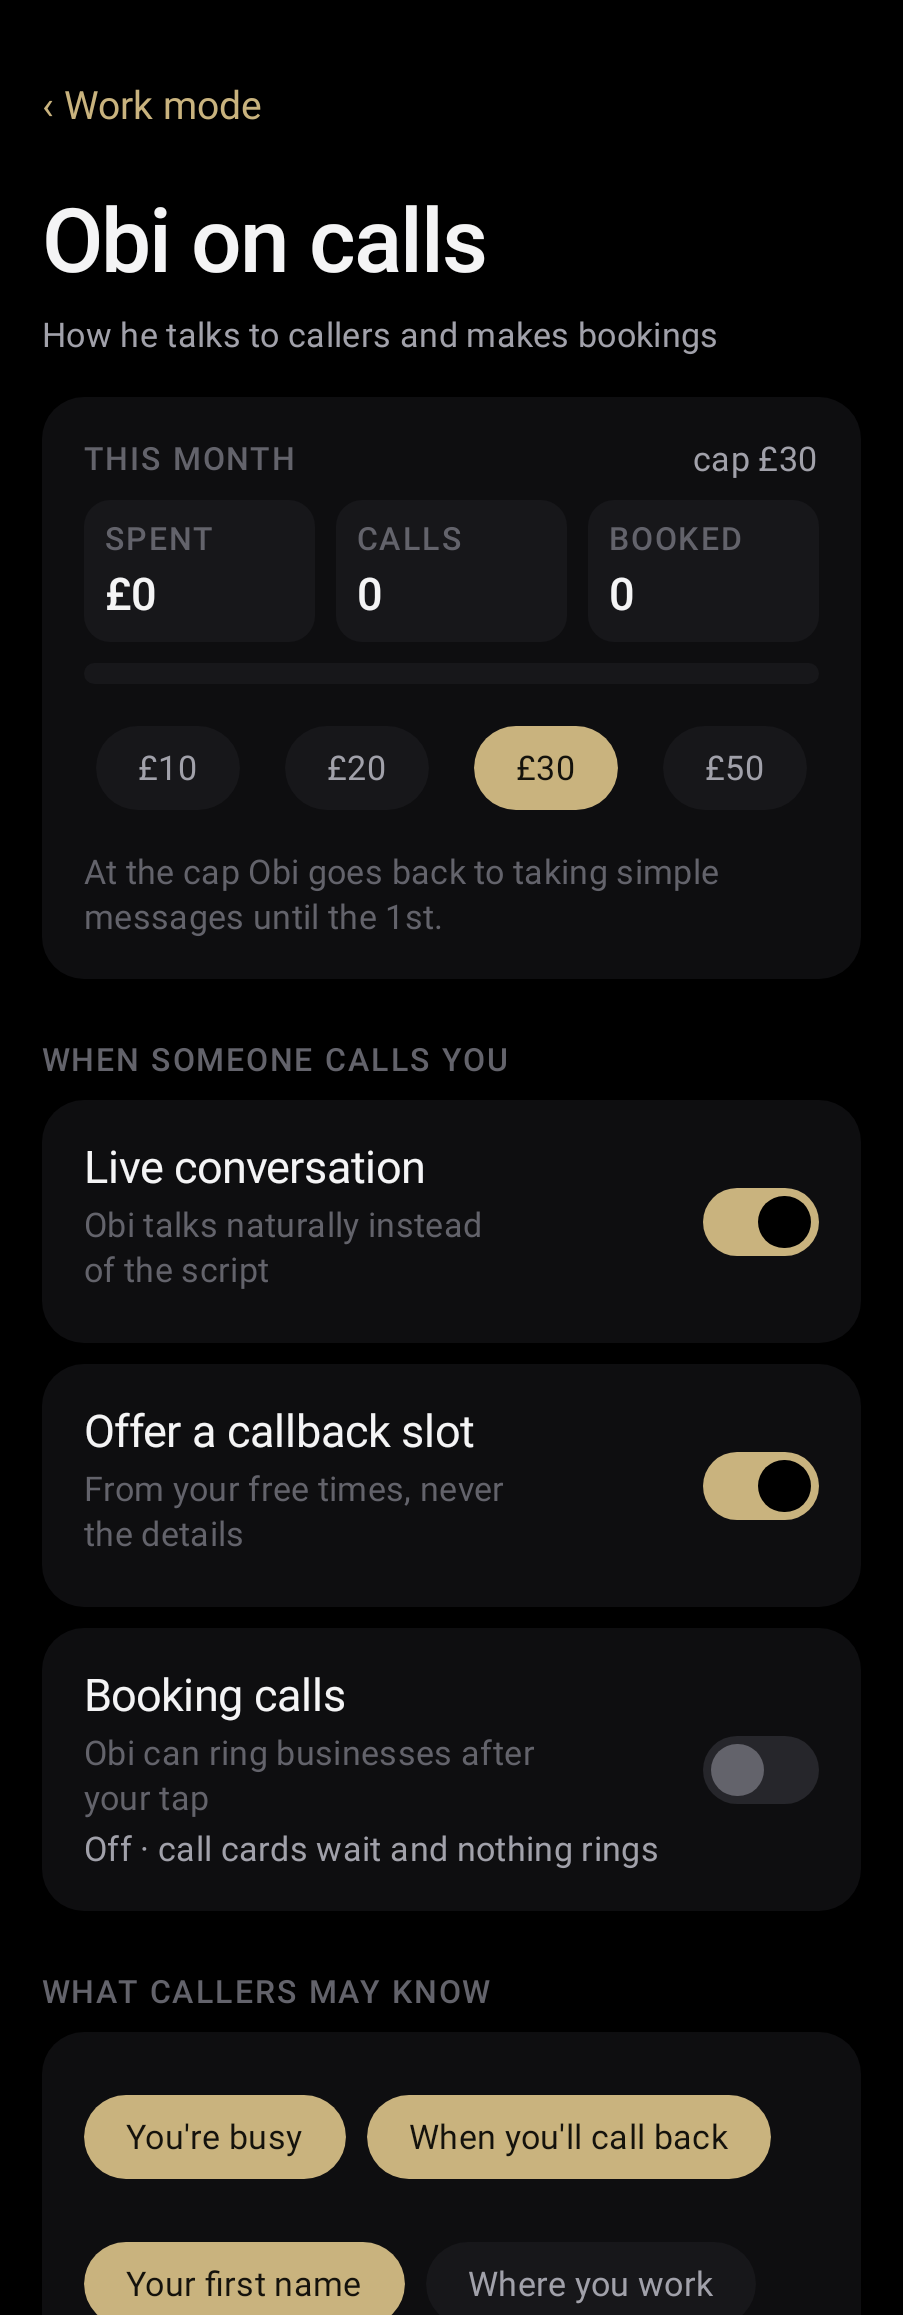 ‹ Work mode
Obi on calls
How he talks to callers and makes bookings
THIS MONTH cap £30
SPENT CALLS BOOKED
£0 0 0
£10 £20 £30 £50
At the cap Obi goes back to taking simple
messages until the 1st.
WHEN SOMEONE CALLS YOU
Live conversation
Obi talks naturally instead
of the script
Offer a callback slot
From your free times, never
the details
Booking calls
Obi can ring businesses after
your tap
Off · call cards wait and nothing rings
WHAT CALLERS MAY KNOW
You're busy When you'll call back
Your first name Where you work